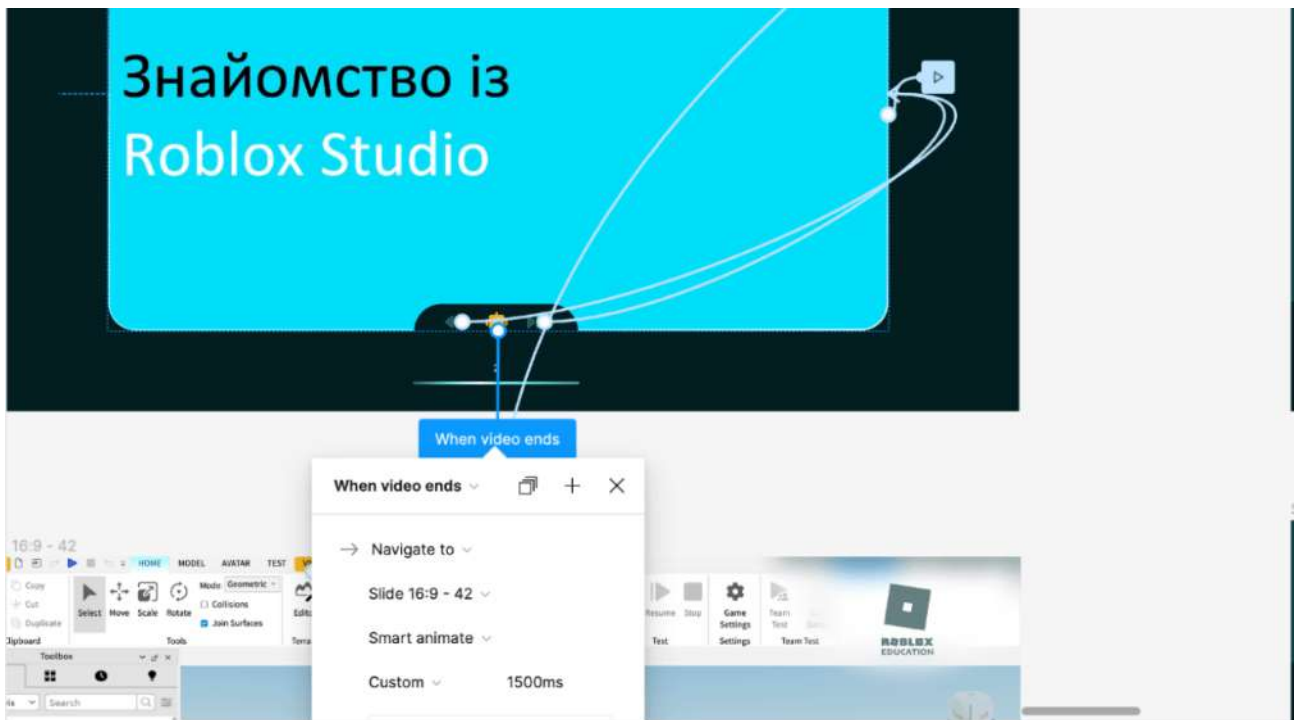 Знайомство із
Roblox Studio
When video ends
When video ends
Navigate to
Slide 16:9 - 42
Smart animate
Custom 1500ms
16:9 - 42
HOME MODEL AVATAR TEST
Copy
Cut
Duplicate
Clipboard
Select Move Scale Rotate
Mode: Geometric
Collisions
Join Surfaces
Tools
Resume Stop
Test
Game Settings
Settings
Team Test
Team Test
ROBLOX
EDUCATION
Toolbox
Search